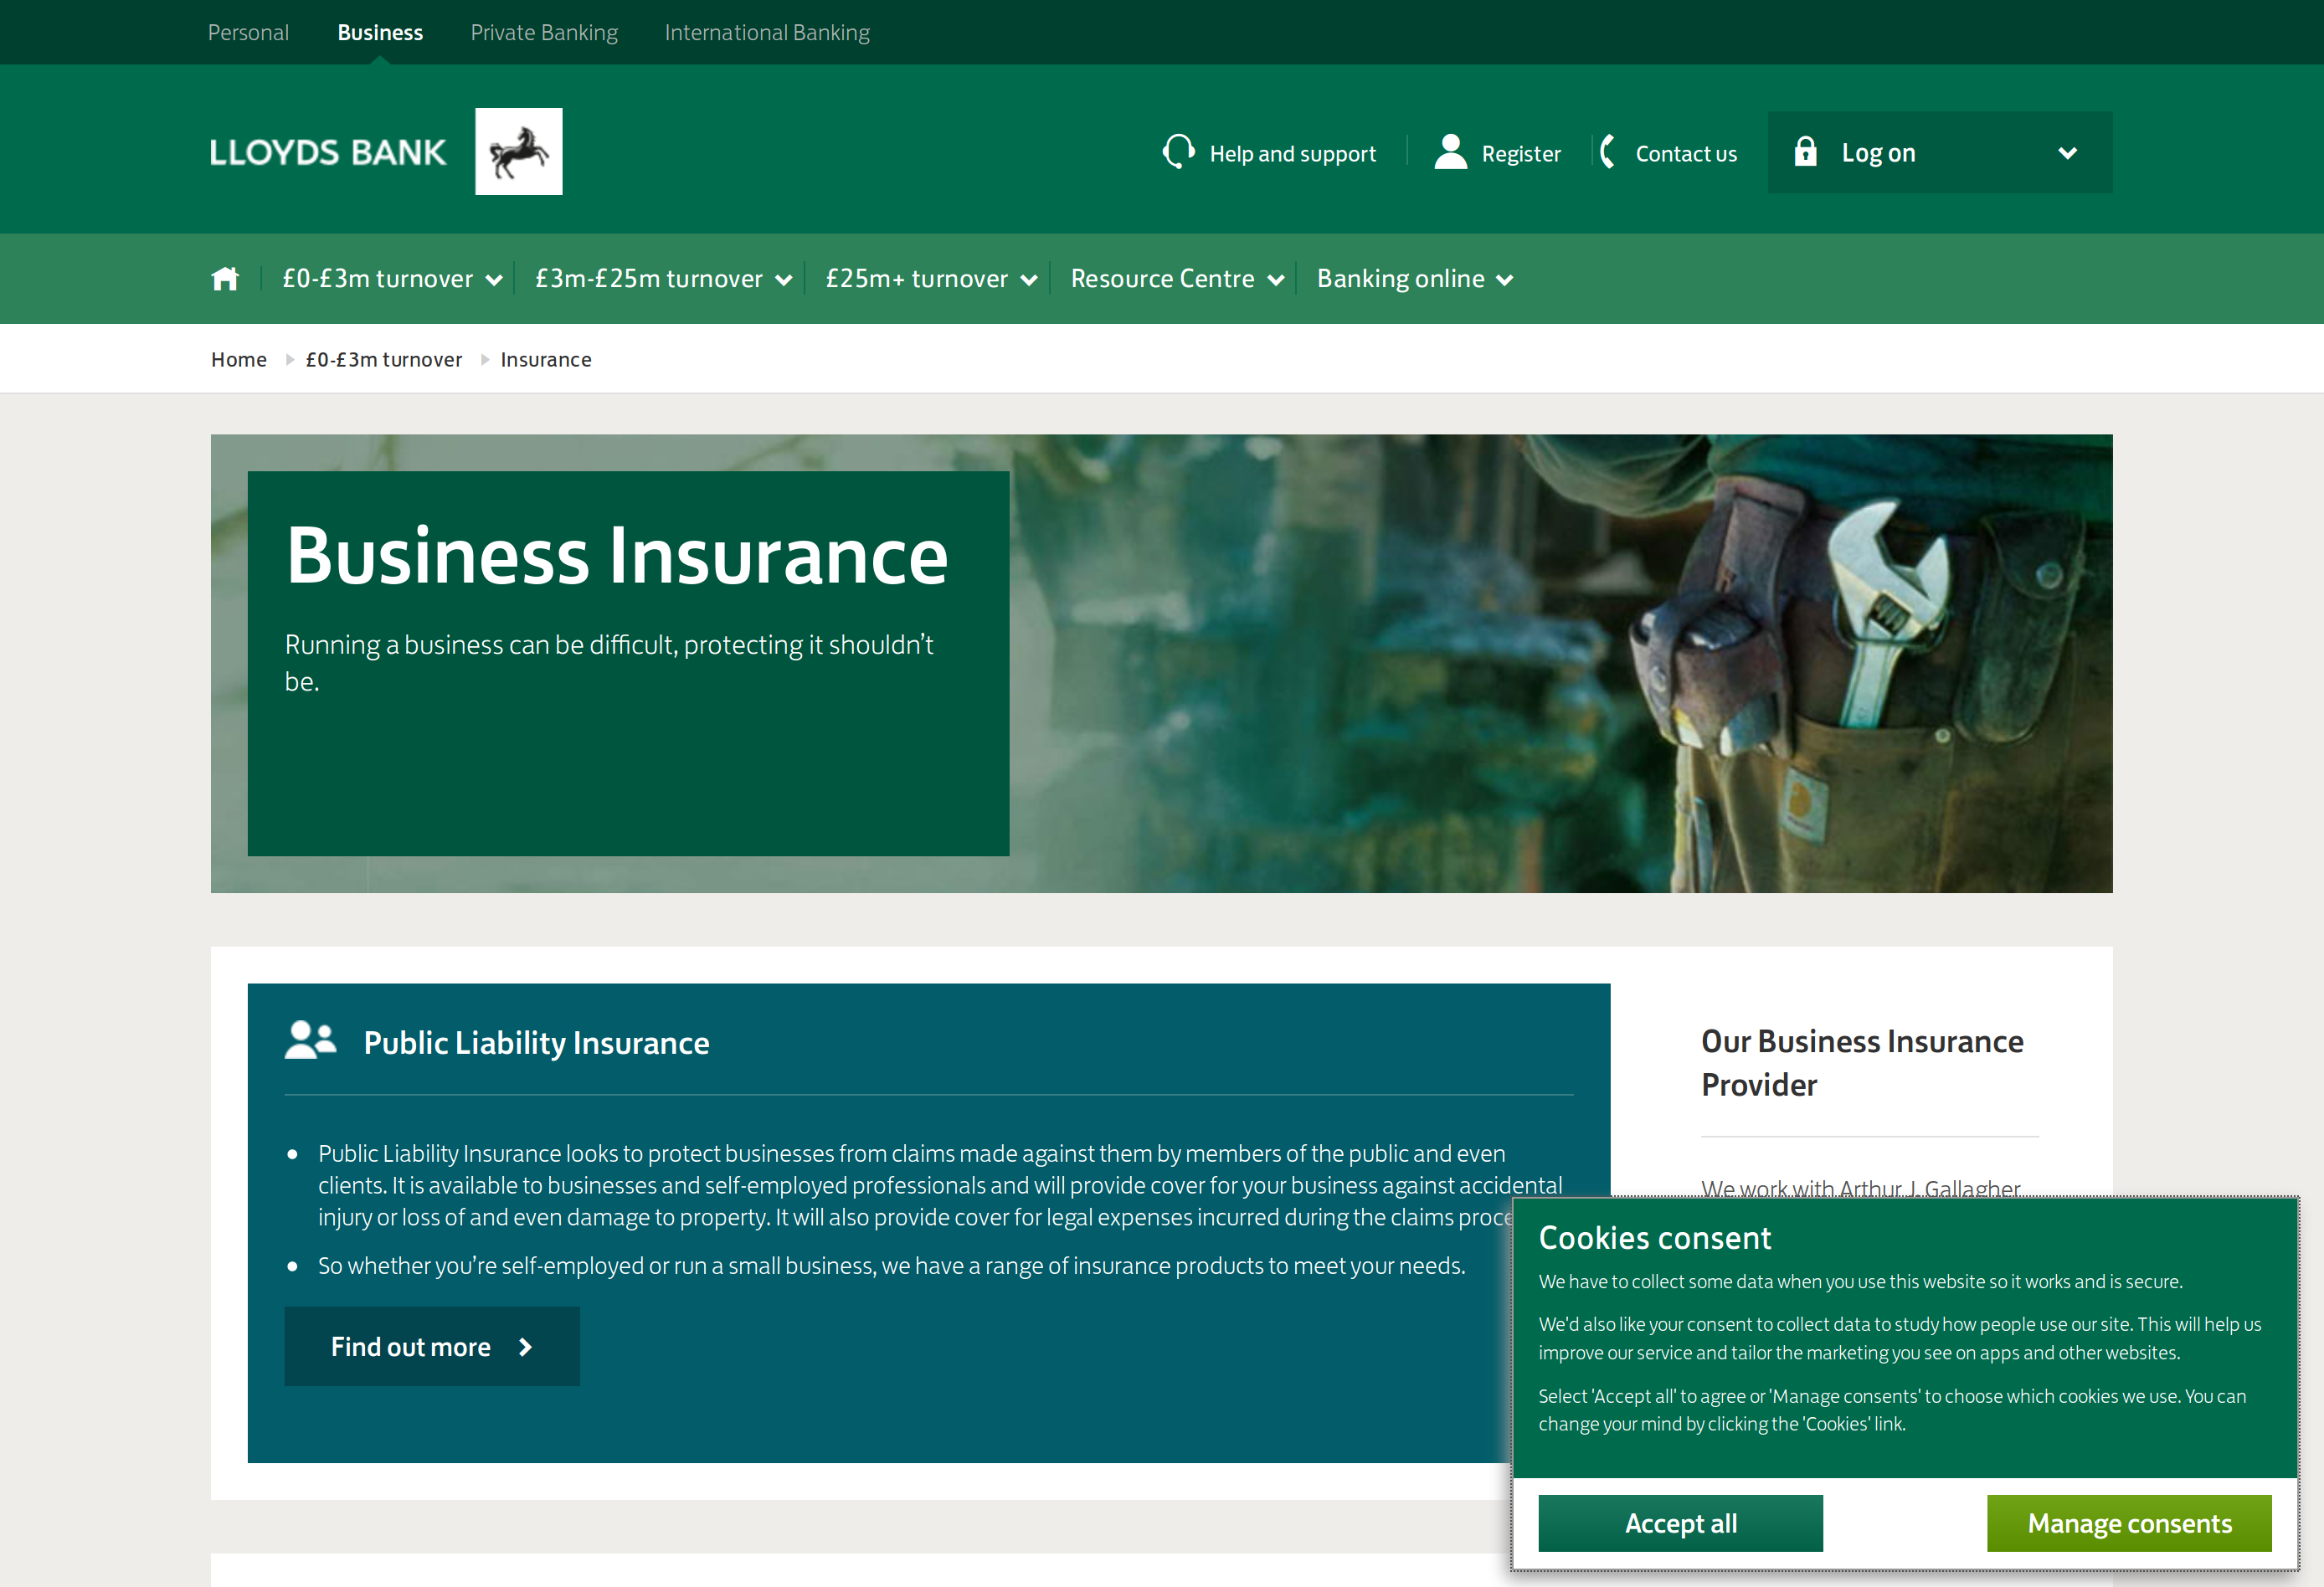 Personal Business Private Banking International Banking
LLOYDS BANK
Help and support Register Contact us Log on
£0-£3m turnover £3m-£25m turnover £25m+ turnover Resource Centre Banking online
Home £0-£3m turnover Insurance
Business Insurance
Running a business can be difficult, protecting it shouldn't
be.
Public Liability Insurance
Public Liability Insurance looks to protect businesses from claims made against them by members of the public and even
clients. It is available to businesses and self-employed professionals and will provide cover for your business against accidental
injury or loss of and even damage to property. It will also provide cover for legal expenses incurred during the claims
So whether you're self-employed or run a small business, we have a range of insurance products to meet your needs.
Find out more
Our Business Insurance
Provider
We work with Arthur J. Gallagher
Cookies consent
We have to collect some data when you use this website so it works and is secure.
We'd also like your consent to collect data to study how people use our site. This will help us
improve our service and tailor the marketing you see on apps and other websites.
Select 'Accept all' to agree or 'Manage consents' to choose which cookies we use. You can
change your mind by clicking the 'Cookies' link.
Accept all
Manage consents